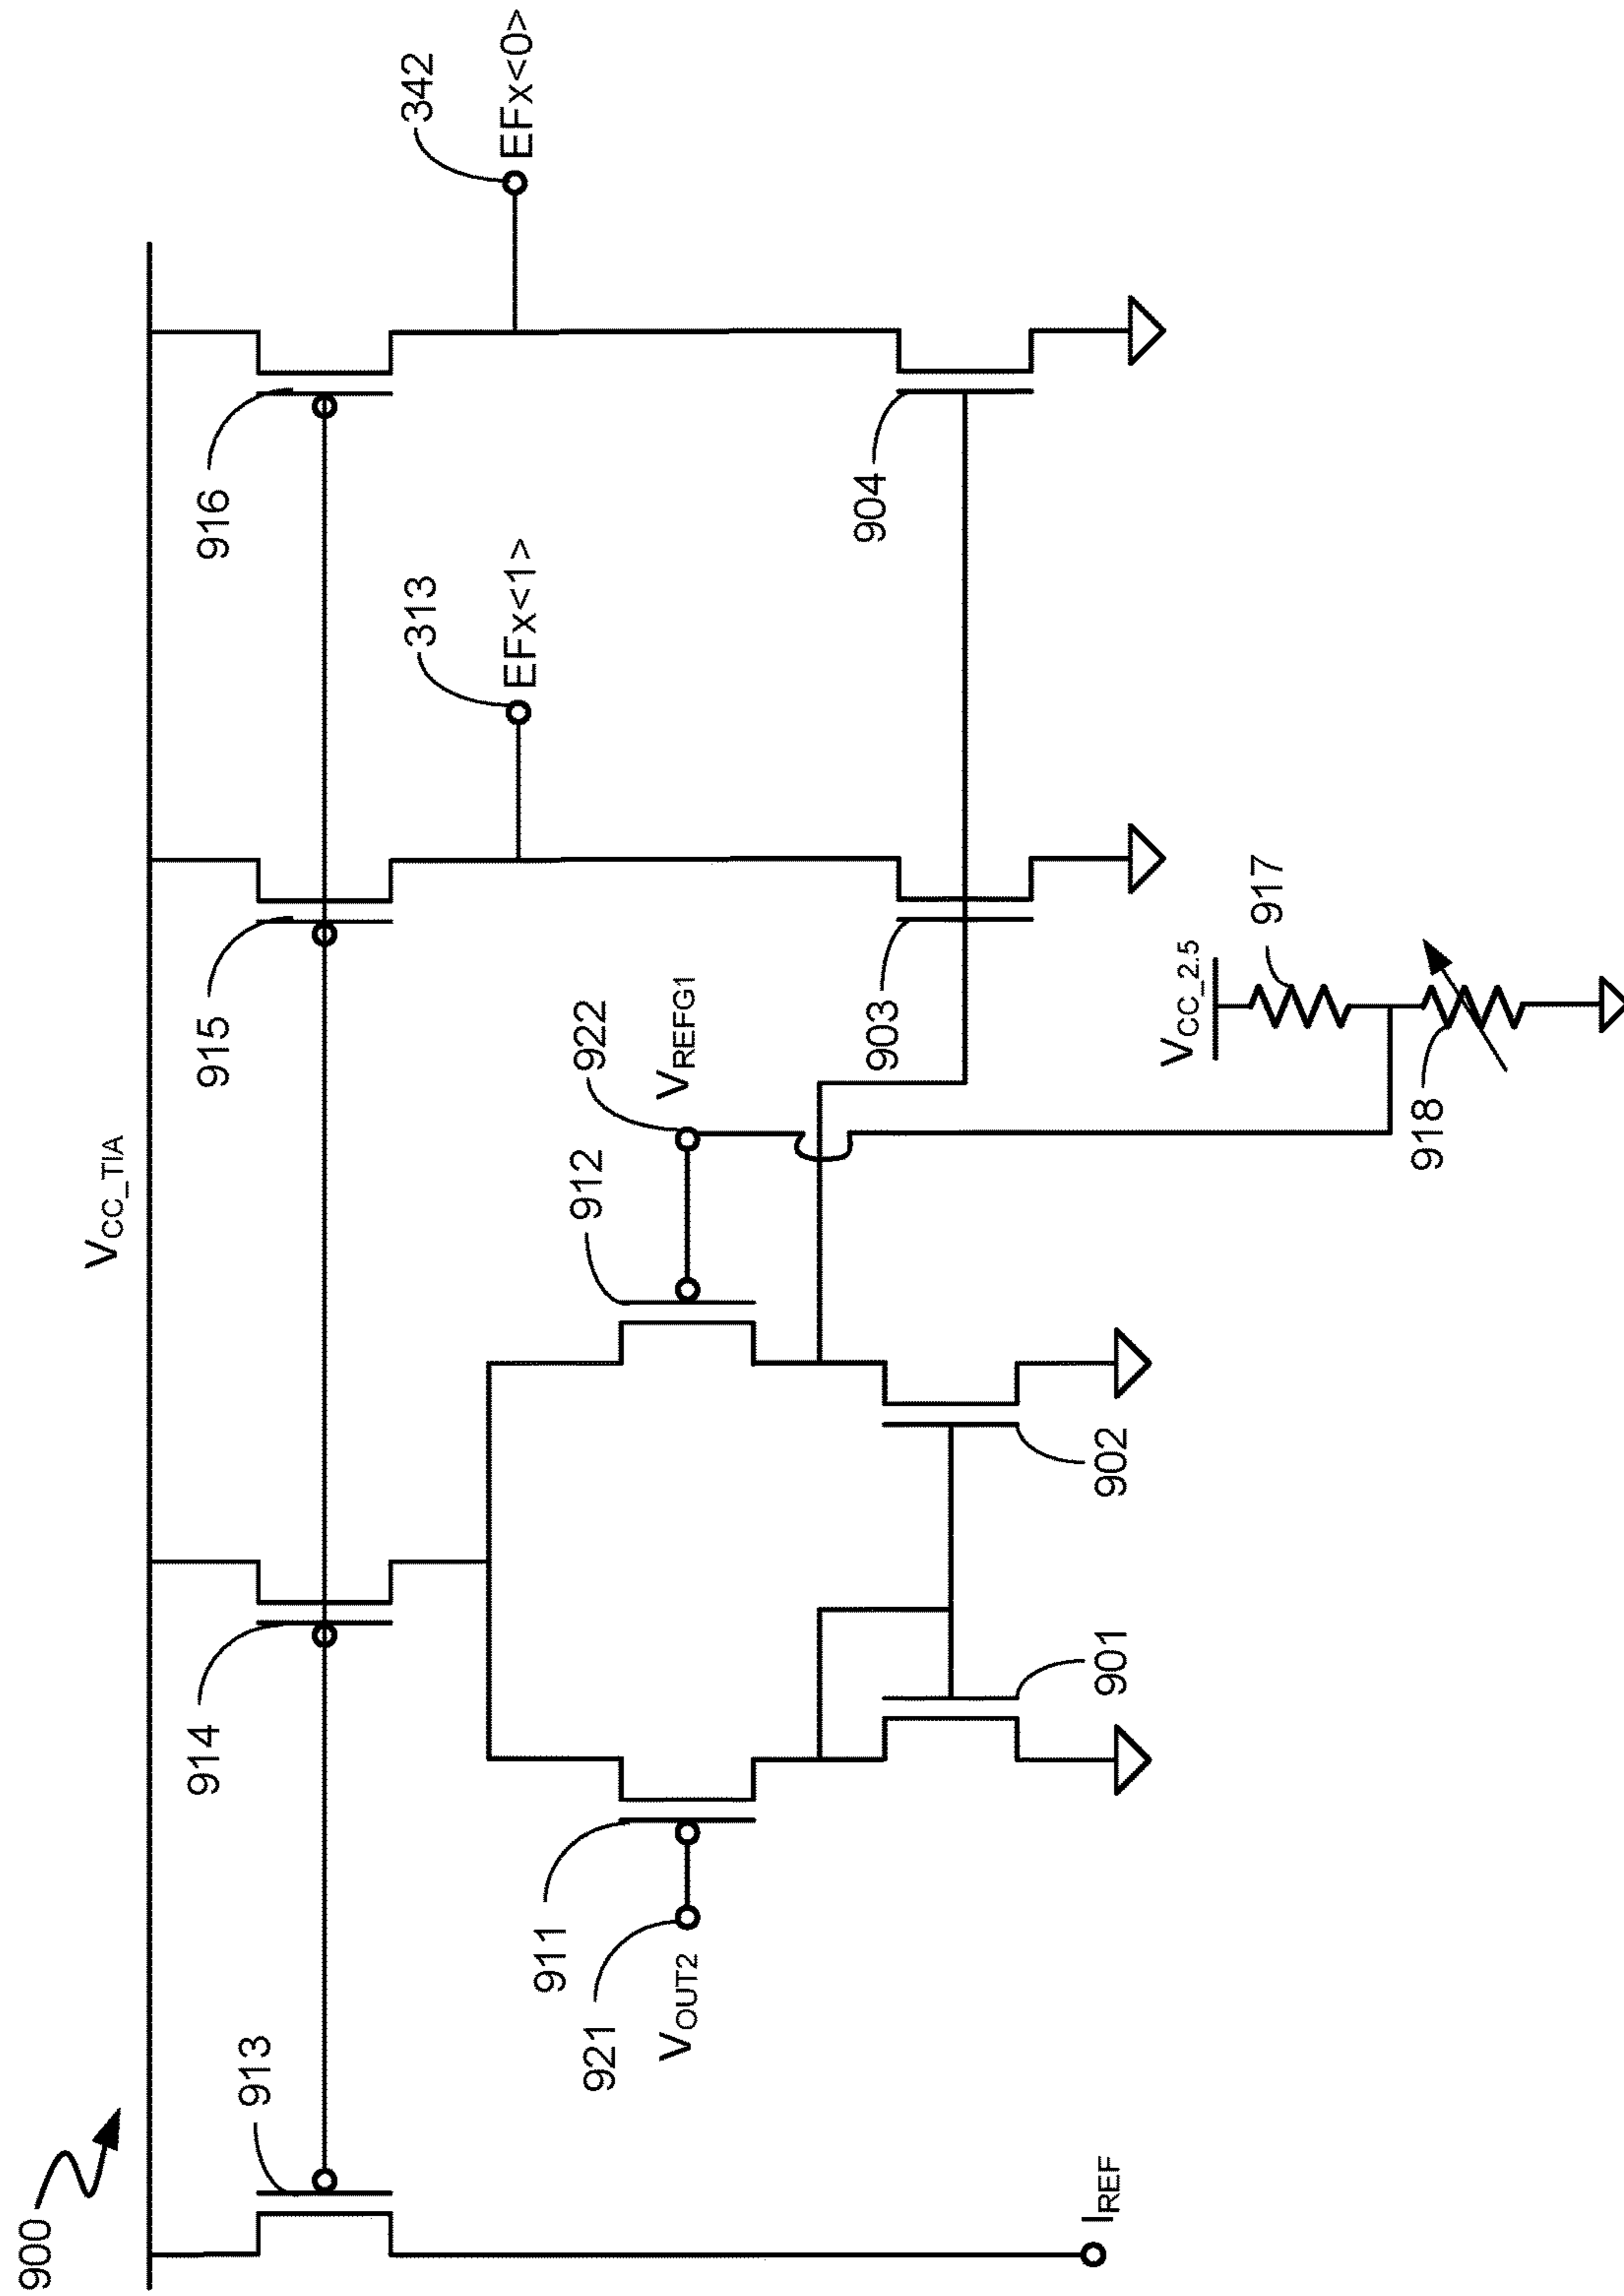 900
V_CC_TIA
913
914
915
916
342
EFx<0>
313
EFx<1>
911
921
V_OUT2
912
922
V_REFG1
901
902
903
904
V_CC_2.5
917
918
I_REF